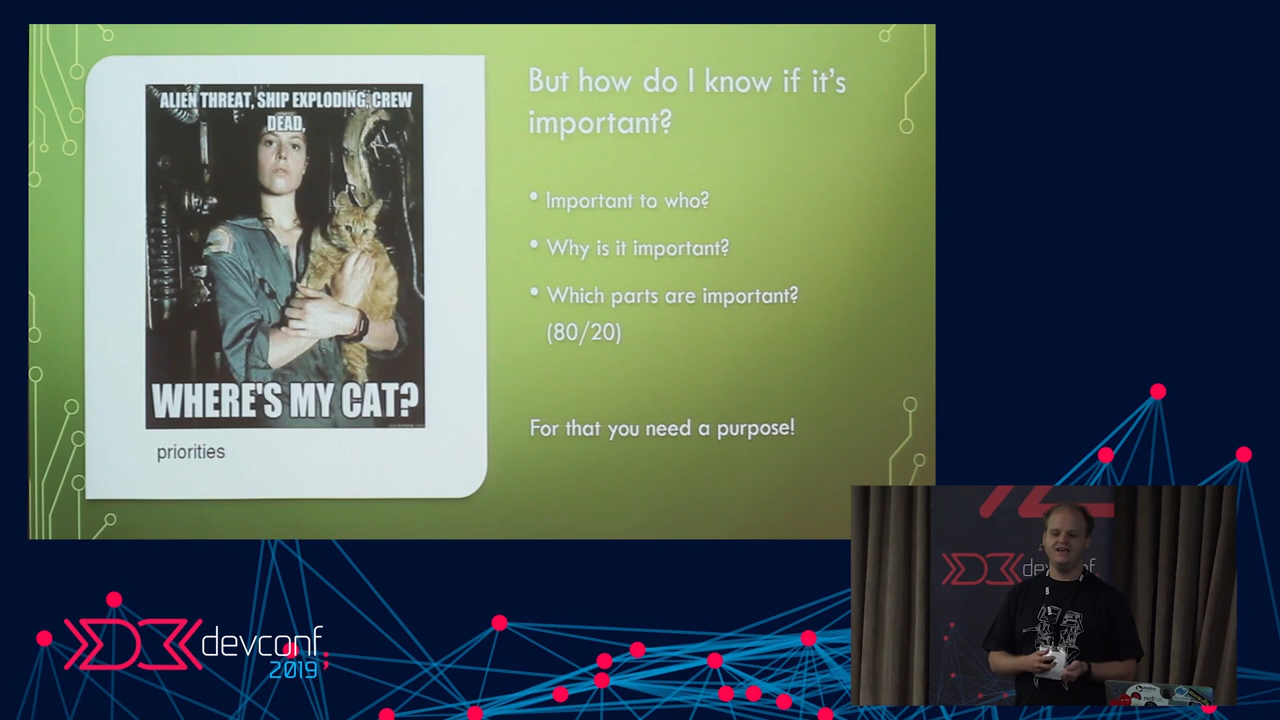 ALIEN THREAT, SHIP EXPLODING, CREW
DEAD,
WHERE'S MY CAT?
priorities
But how do I know if it's
important?
• Important to who?
• Why is it important?
• Which parts are important?
(80/20)
For that you need a purpose!
devconf
2019;
devconf